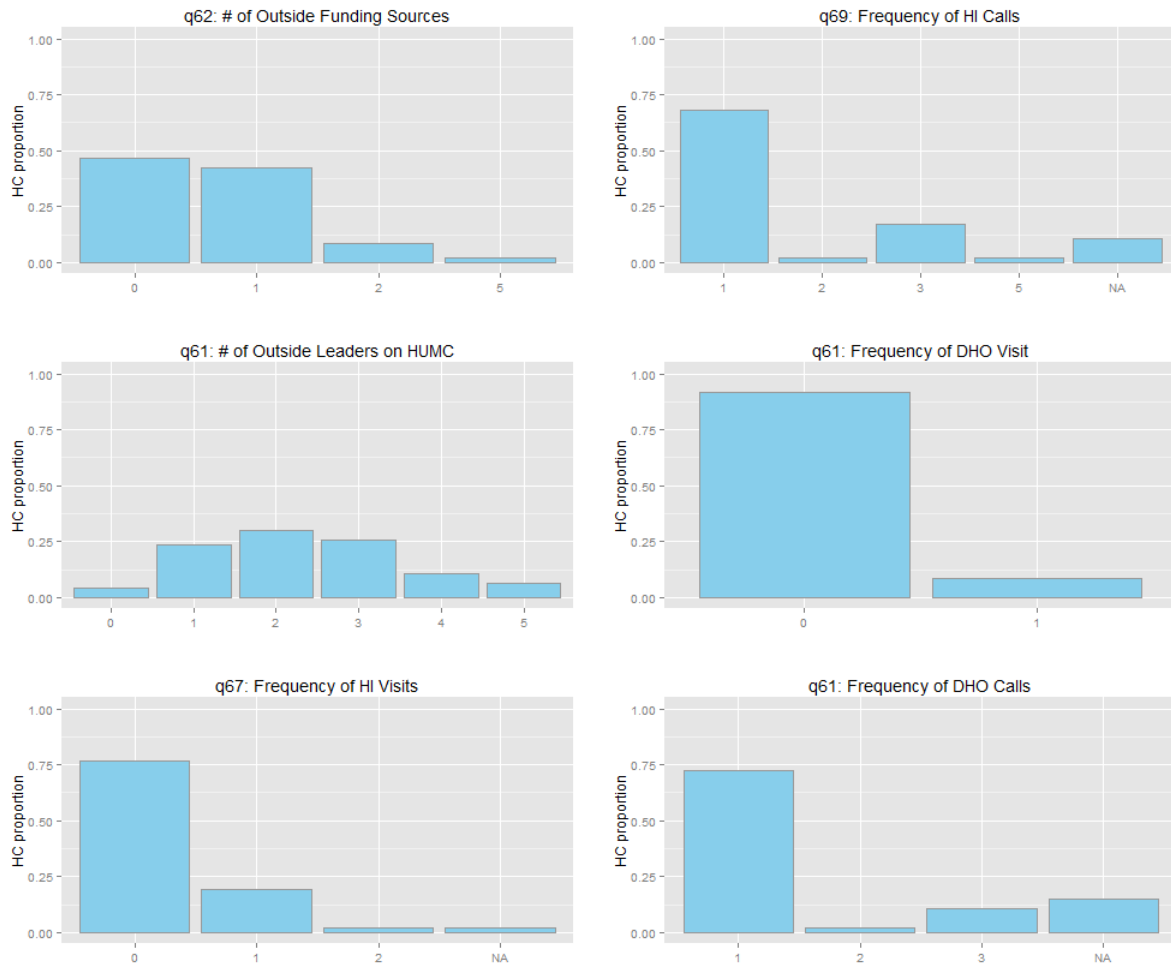 q62: # of Outside Funding Sources
HC proportion
1.00
0.75
0.50
0.25
0.00
0 1 2 5
q69: Frequency of HI Calls
HC proportion
1.00
0.75
0.50
0.25
0.00
1 2 3 5 NA
q61: # of Outside Leaders on HUMC
HC proportion
1.00
0.75
0.50
0.25
0.00
0 1 2 3 4 5
q61: Frequency of DHO Visit
HC proportion
1.00
0.75
0.50
0.25
0.00
0 1
q67: Frequency of HI Visits
HC proportion
1.00
0.75
0.50
0.25
0.00
0 1 2 NA
q61: Frequency of DHO Calls
HC proportion
1.00
0.75
0.50
0.25
0.00
1 2 3 NA